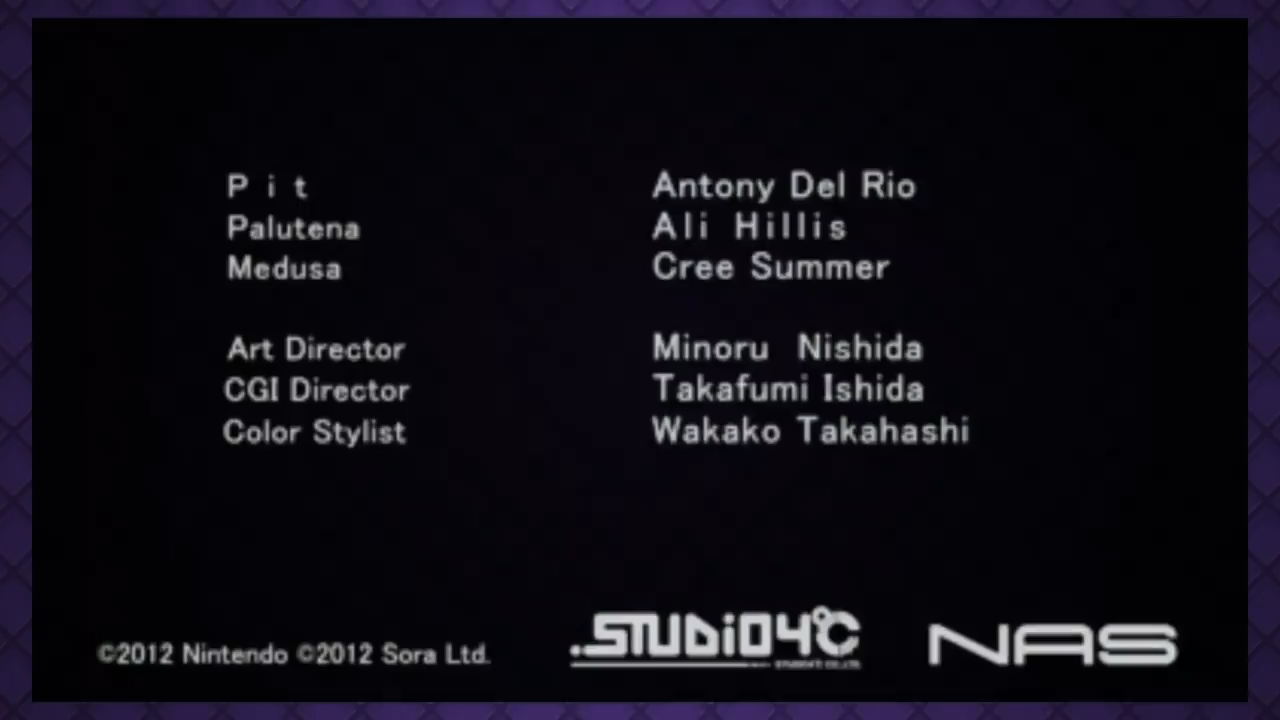 Pit Antony Del Rio
Palutena Ali Hillis
Medusa Cree Summer
Art Director Minoru Nishida
CGI Director Takafumi Ishida
Color Stylist Wakako Takahashi
©2012 Nintendo ©2012 Sora Ltd. .STUDiO4℃ NAS